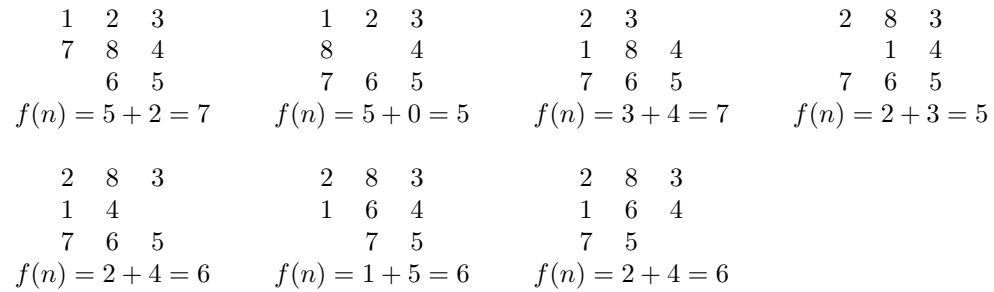 1 2 3
7 8 4
6 5
f(n) = 5 + 2 = 7
1 2 3
8 4
7 6 5
f(n) = 5 + 0 = 5
2 3
1 8 4
7 6 5
f(n) = 3 + 4 = 7
2 8 3
1 4
7 6 5
f(n) = 2 + 3 = 5
2 8 3
1 4
7 6 5
f(n) = 2 + 4 = 6
2 8 3
1 6 4
7 5
f(n) = 1 + 5 = 6
2 8 3
1 6 4
7 5
f(n) = 2 + 4 = 6